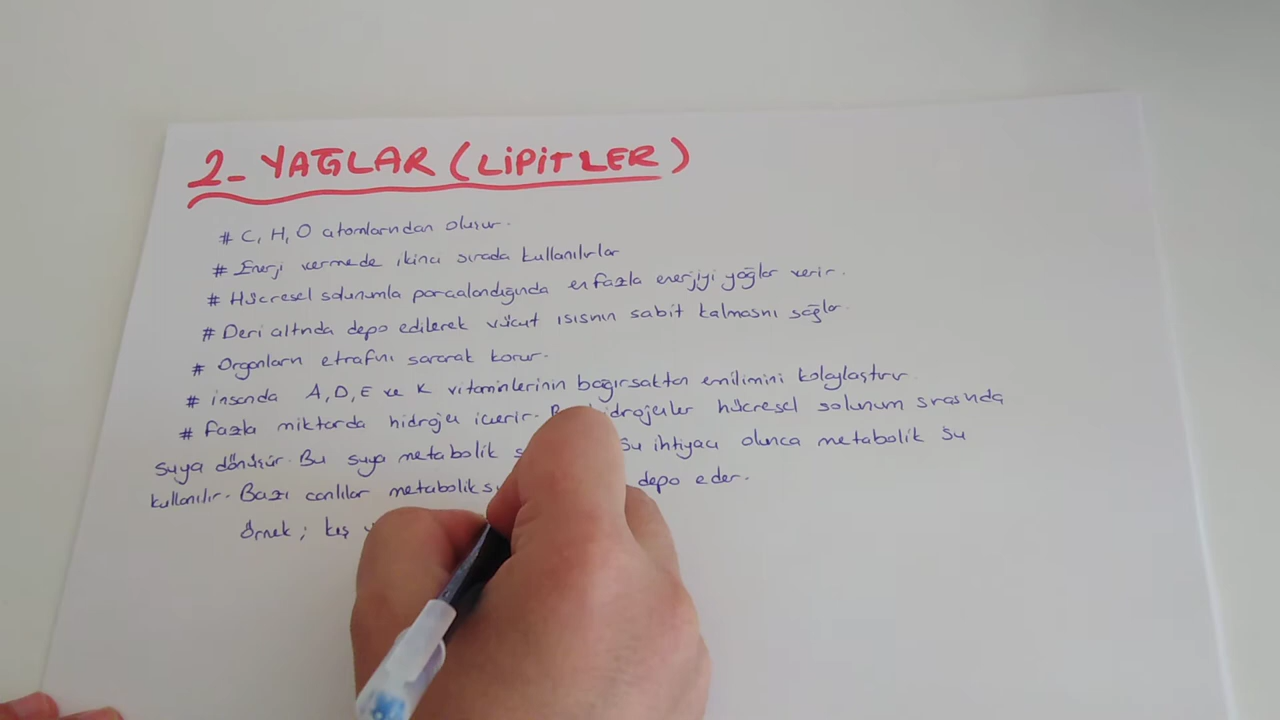 2- YAĞLAR (LİPİTLER)
# C, H, O atomlarından oluşur.
# Enerji vermede ikinci sırada kullanılırlar
# Hücresel solunumla parçalandığında en fazla enerjiyi yağlar verir.
# Deri altında depo edilerek vücut ısısının sabit kalmasını sağlar.
# Organların etrafını sararak korur.
# insanda A, D, E ve K vitaminlerinin bağırsaktan emilimini kolaylaştırır
# fazla miktarda hidrojen içerir. hidrojenler hücresel solunum sırasında
suya dönüşür. Bu suya metabolik Su ihtiyacı olunca metabolik su
kullanılır. Bazı canlılar metabolik depo eder.
Örnek ; kış